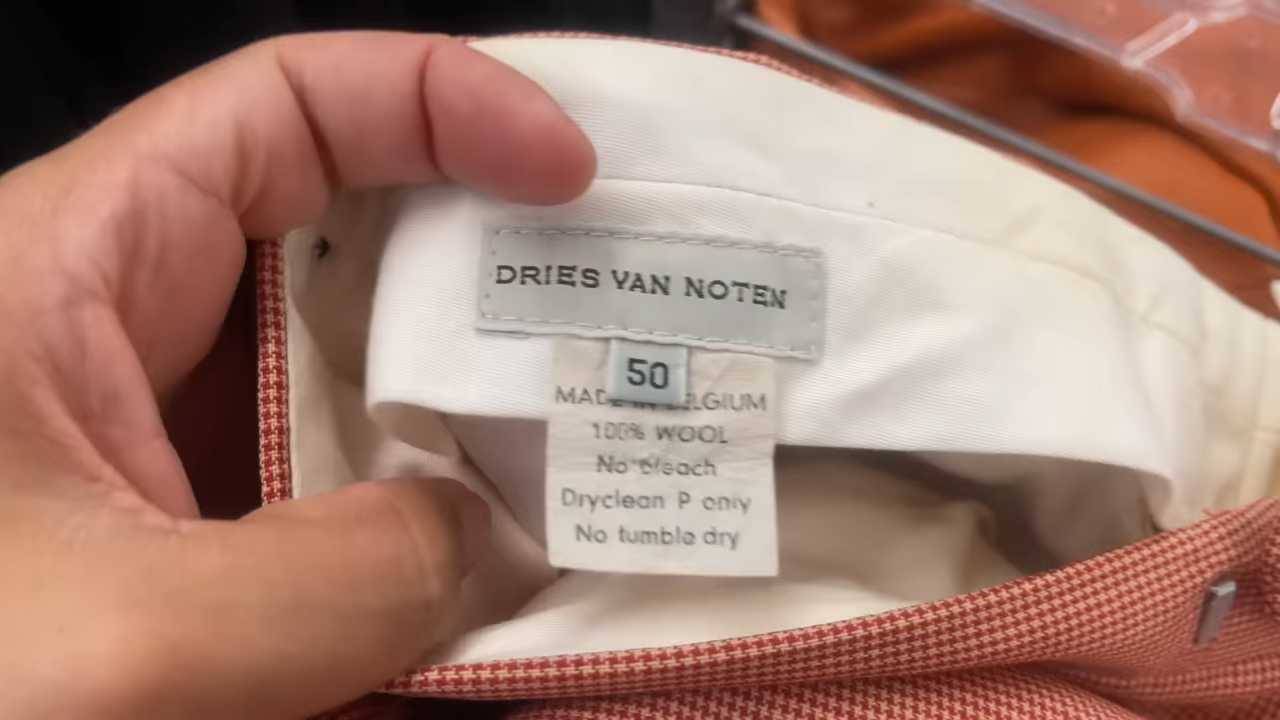 DRIES VAN NOTEN
50
MADE IN BELGIUM
100% WOOL
No bleach
Dryclean P only
No tumble dry